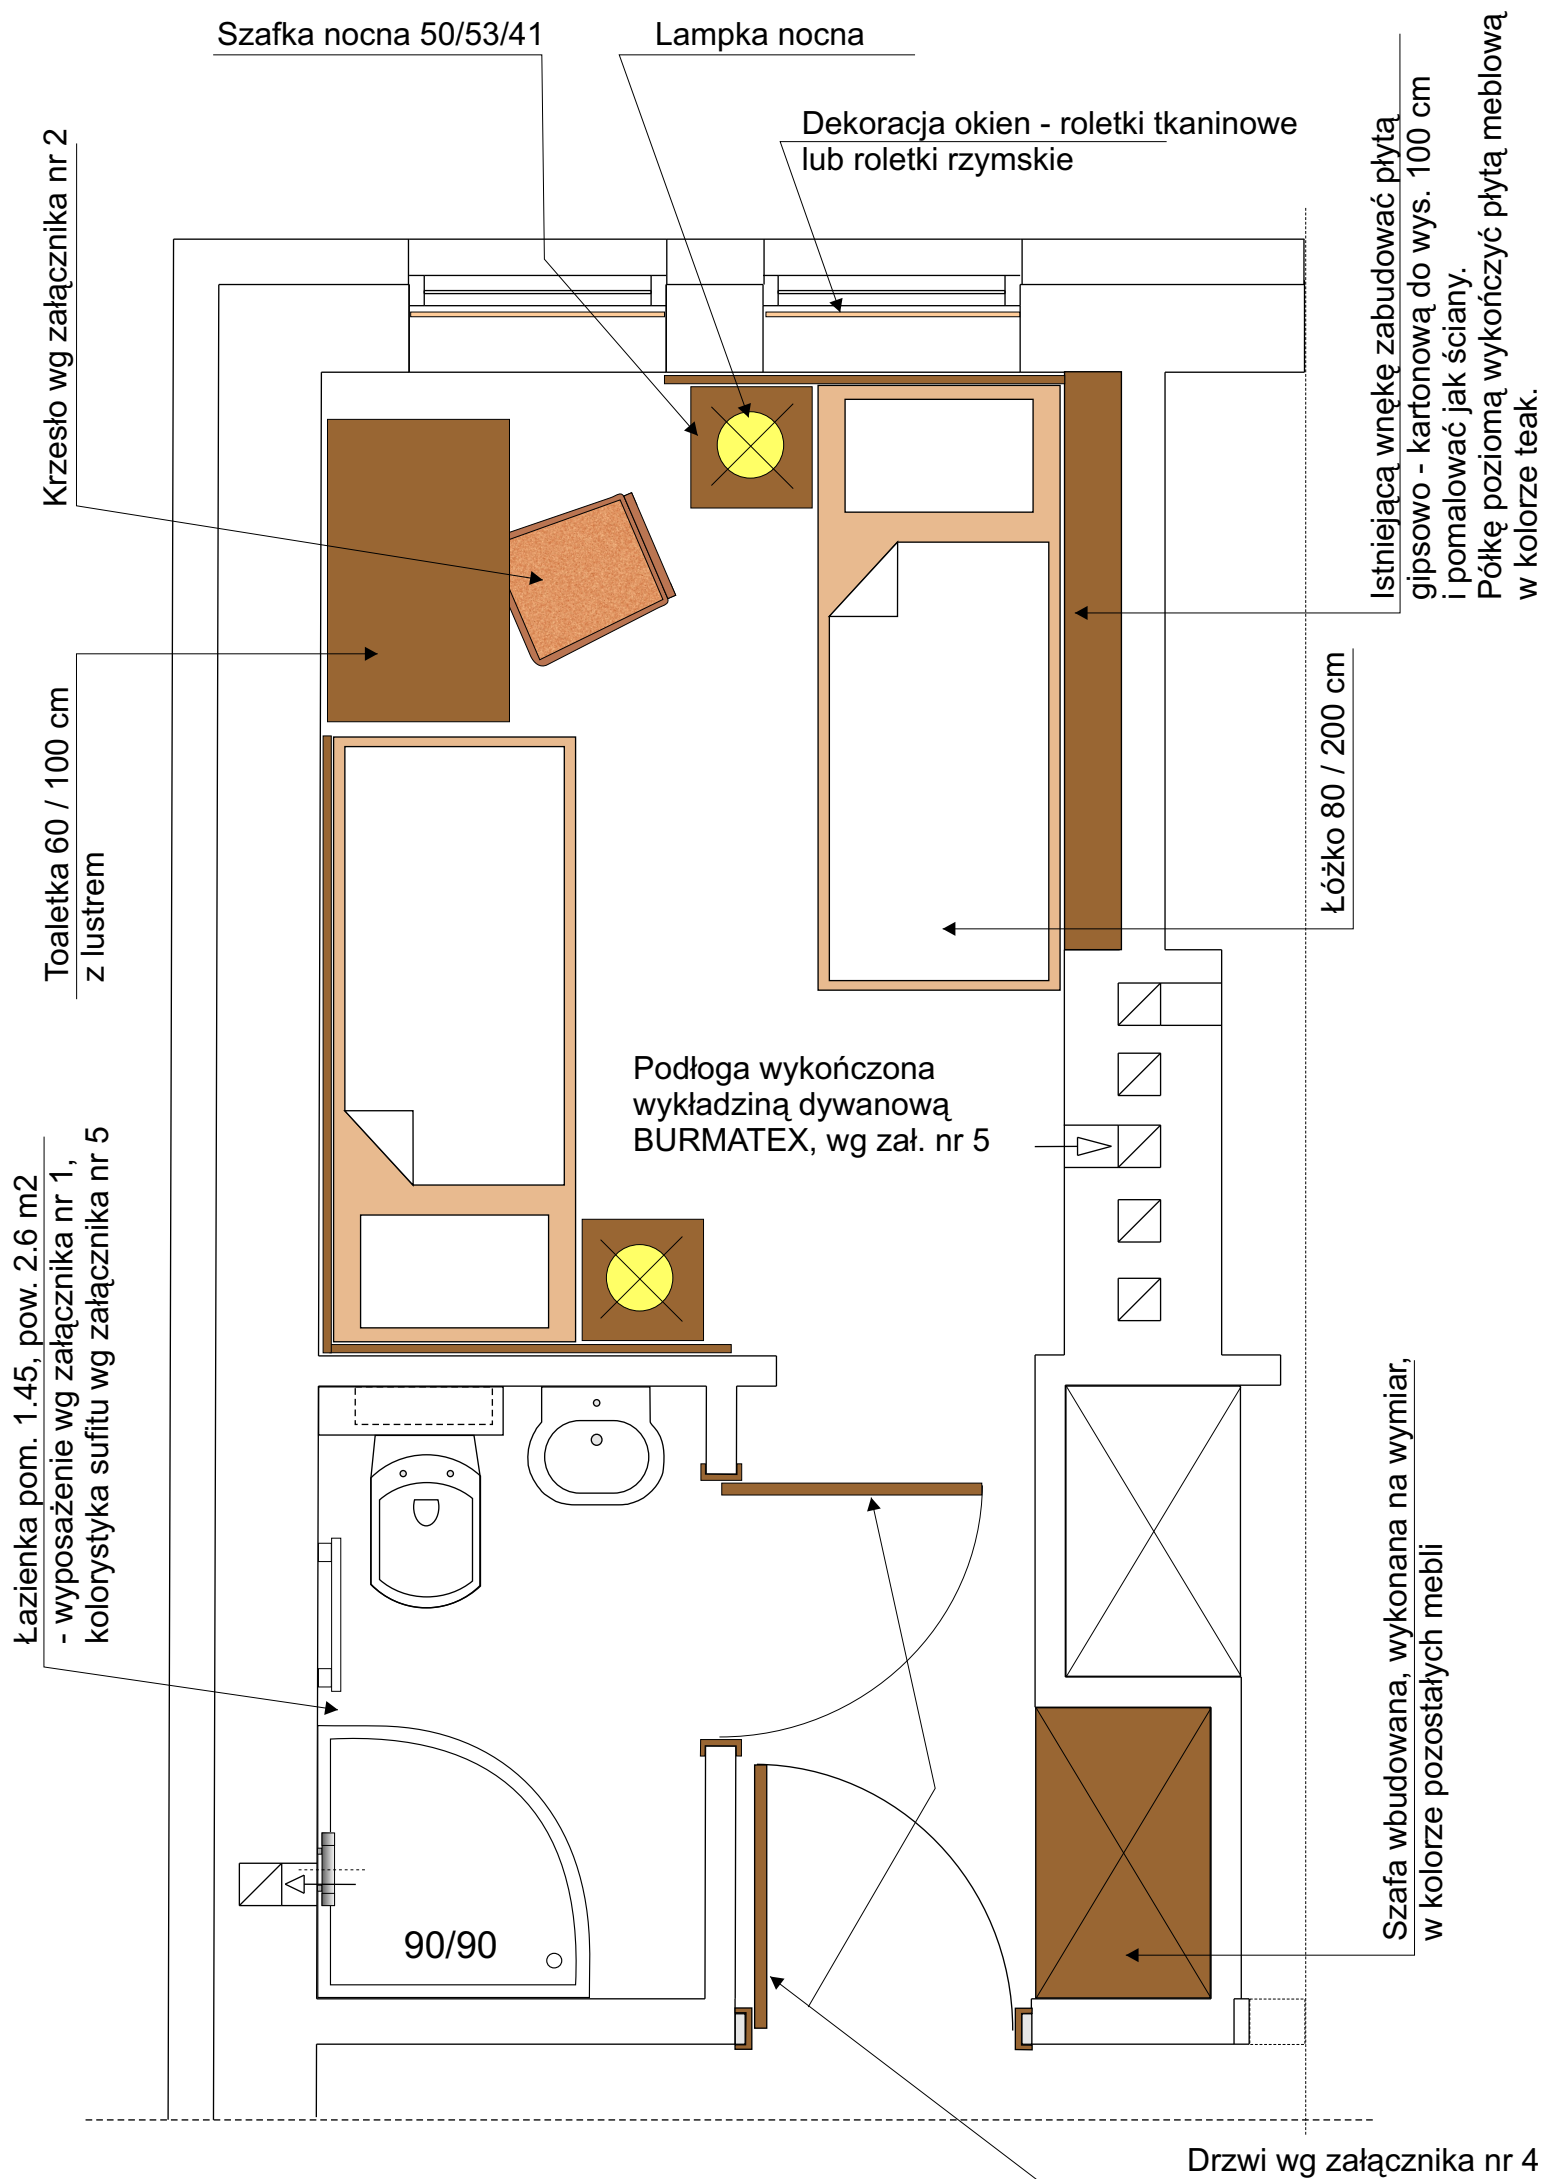 Szafka nocna 50/53/41
Lampka nocna
Dekoracja okien - roletki tkaninowe
lub roletki rzymskie
Istniejącą wnękę zabudować płytą
gipsowo - kartonową do wys. 100 cm
i pomalować jak ściany.
Półkę poziomą wykończyć płytą meblową
w kolorze teak.
Krzesło wg załącznika nr 2
Toaletka 60 / 100 cm
z lustrem
Łóżko 80 / 200 cm
Podłoga wykończona
wykładziną dywanową
BURMATEX, wg zał. nr 5
Łazienka pom. 1.45, pow. 2.6 m2
- wyposażenie wg załącznika nr 1,
kolorystyka sufitu wg załącznika nr 5
Szafa wbudowana, wykonana na wymiar,
w kolorze pozostałych mebli
90/90
Drzwi wg załącznika nr 4